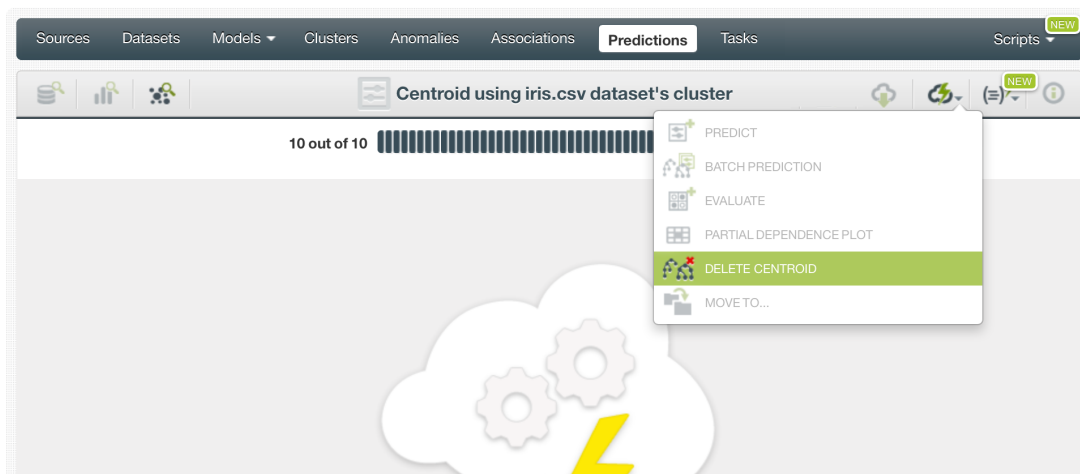 Sources Datasets Models Clusters Anomalies Associations Predictions Tasks Scripts NEW
Centroid using iris.csv dataset's cluster NEW
10 out of 10
PREDICT
BATCH PREDICTION
EVALUATE
PARTIAL DEPENDENCE PLOT
DELETE CENTROID
MOVE TO...